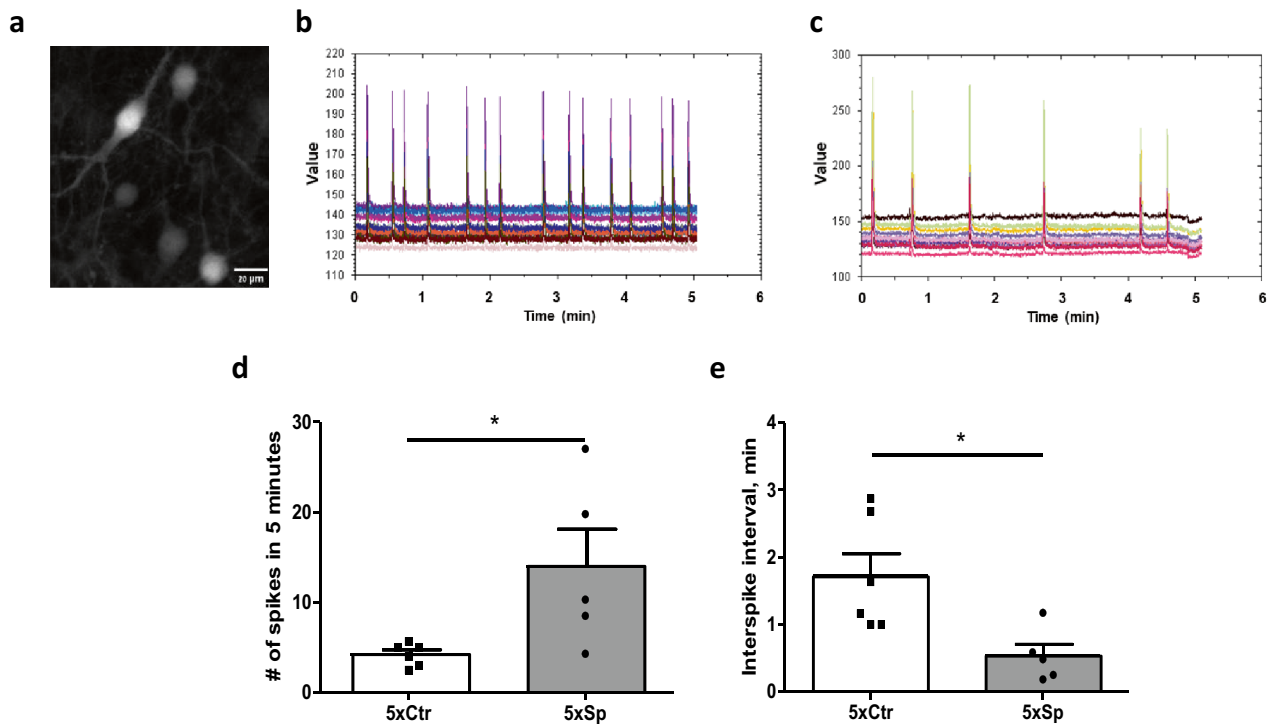 a
20 µm
b
220
210
200
190
180
170
160
150
140
130
120
110
Value
0 1 2 3 4 5 6
Time (min)
c
300
250
200
150
100
Value
0 1 2 3 4 5 6
Time (min)
d
# of spikes in 5 minutes
30
20
10
0
*
5xCtr 5xSp
e
Interspike interval, min
4
3
2
1
0
*
5xCtr 5xSp